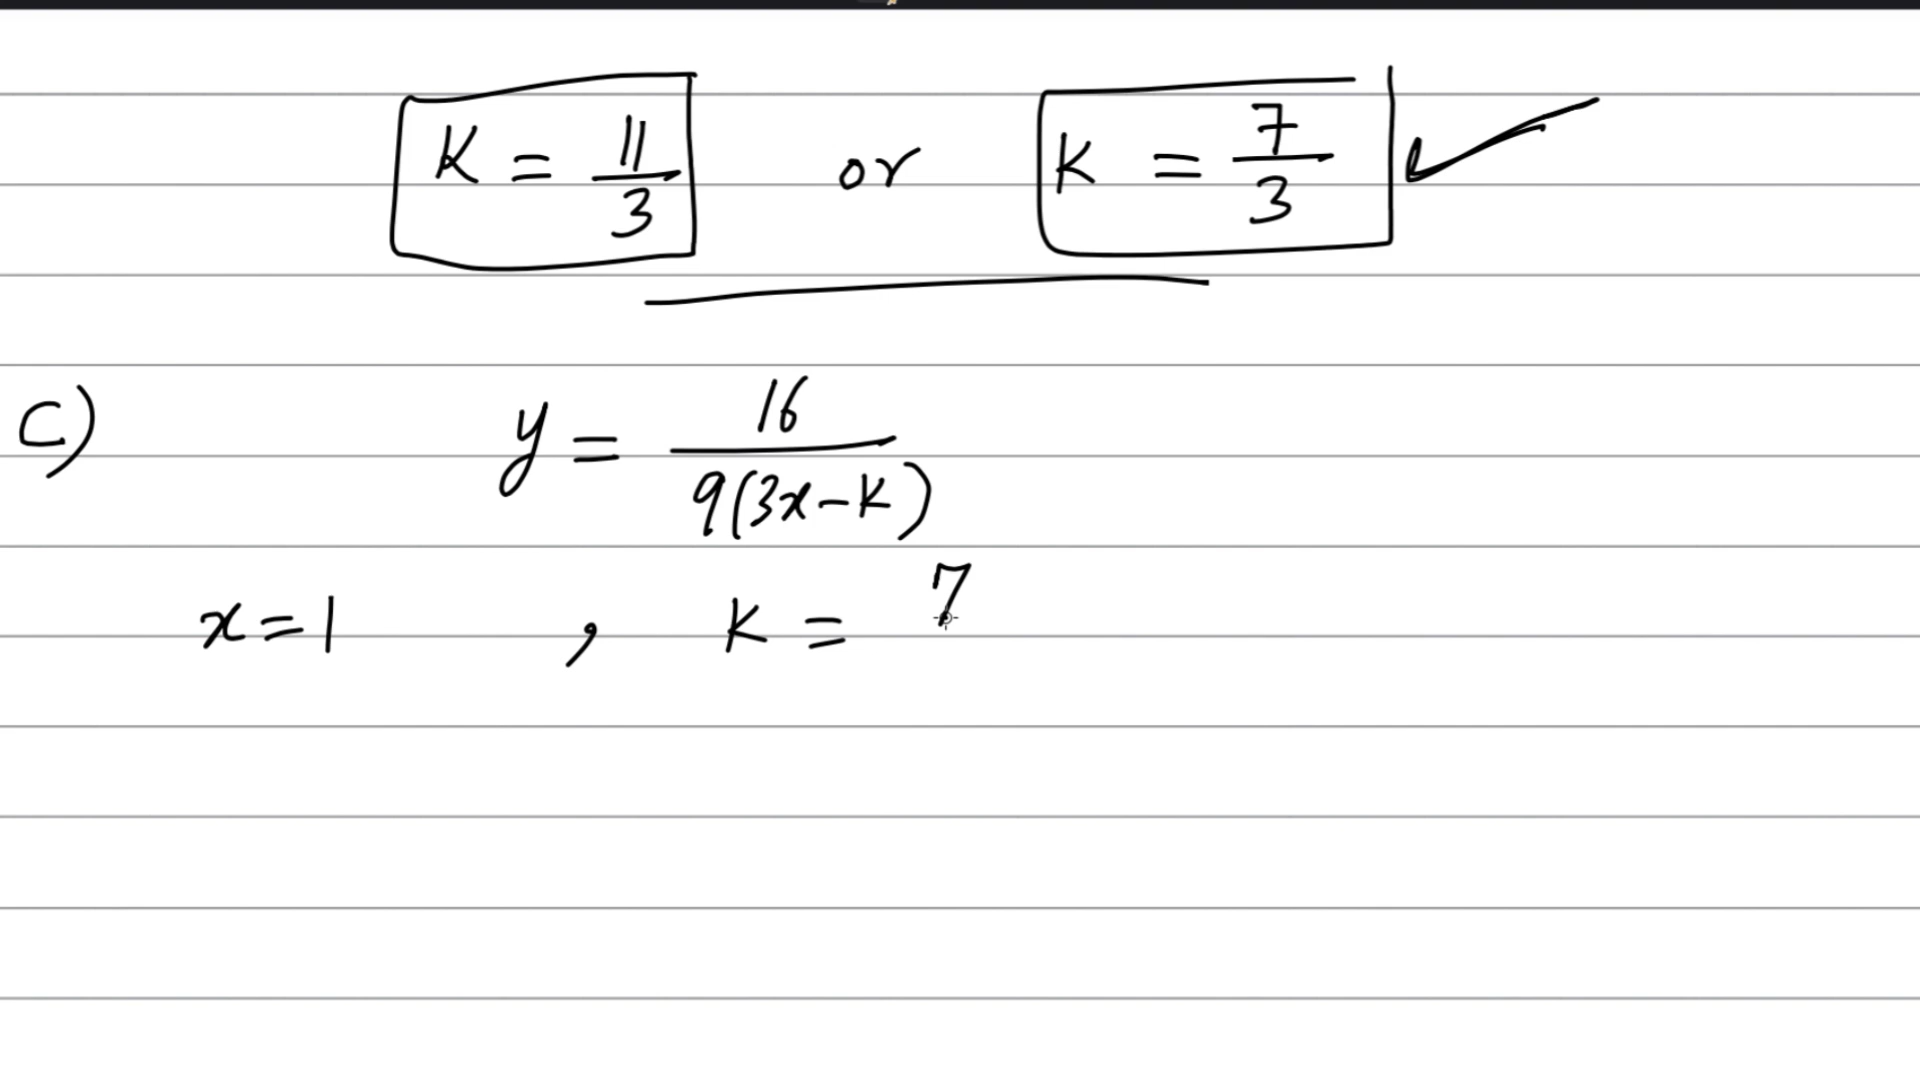 K = 11/3 or K = 7/3
C) y = 16/9(3x-K)
x=1 , K = 7